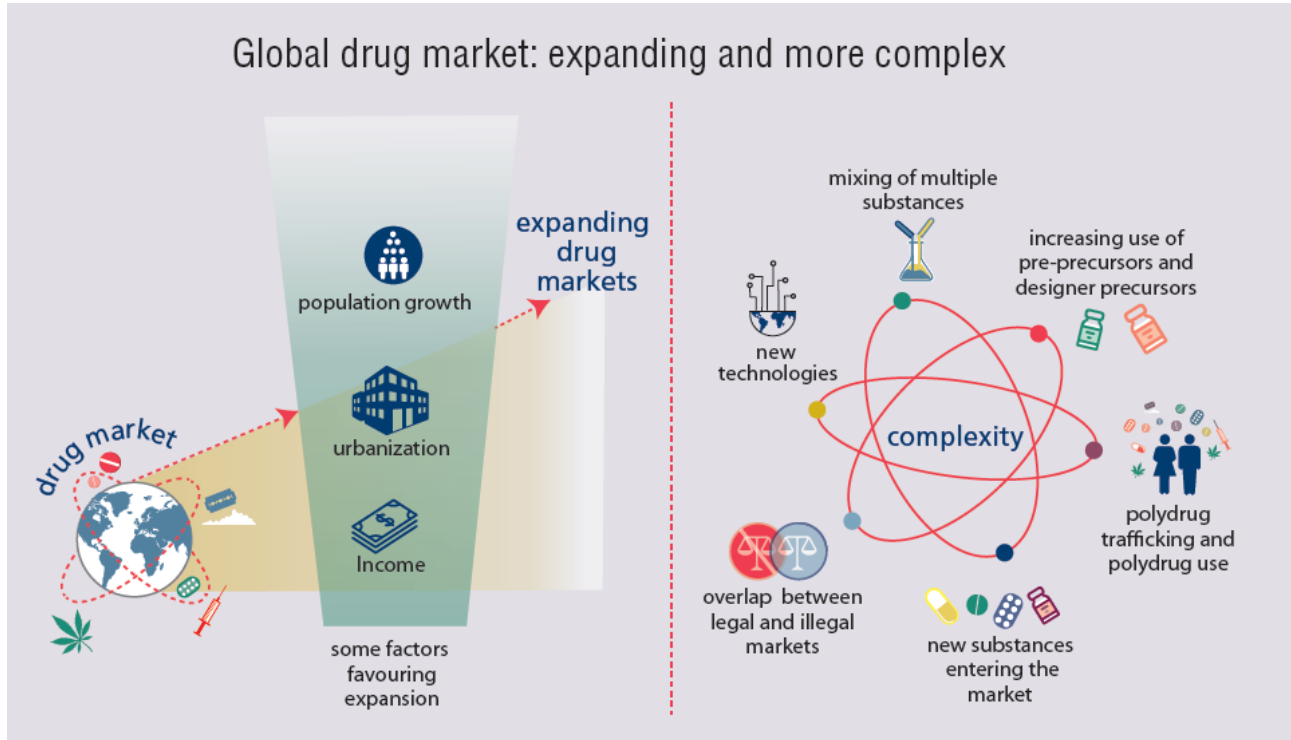 Global drug market: expanding and more complex
drug market
population growth
urbanization
Income
some factors
favouring
expansion
expanding
drug
markets
mixing of multiple
substances
increasing use of
pre-precursors and
designer precursors
new
technologies
complexity
polydrug
trafficking and
polydrug use
overlap between
legal and illegal
markets
new substances
entering the
market